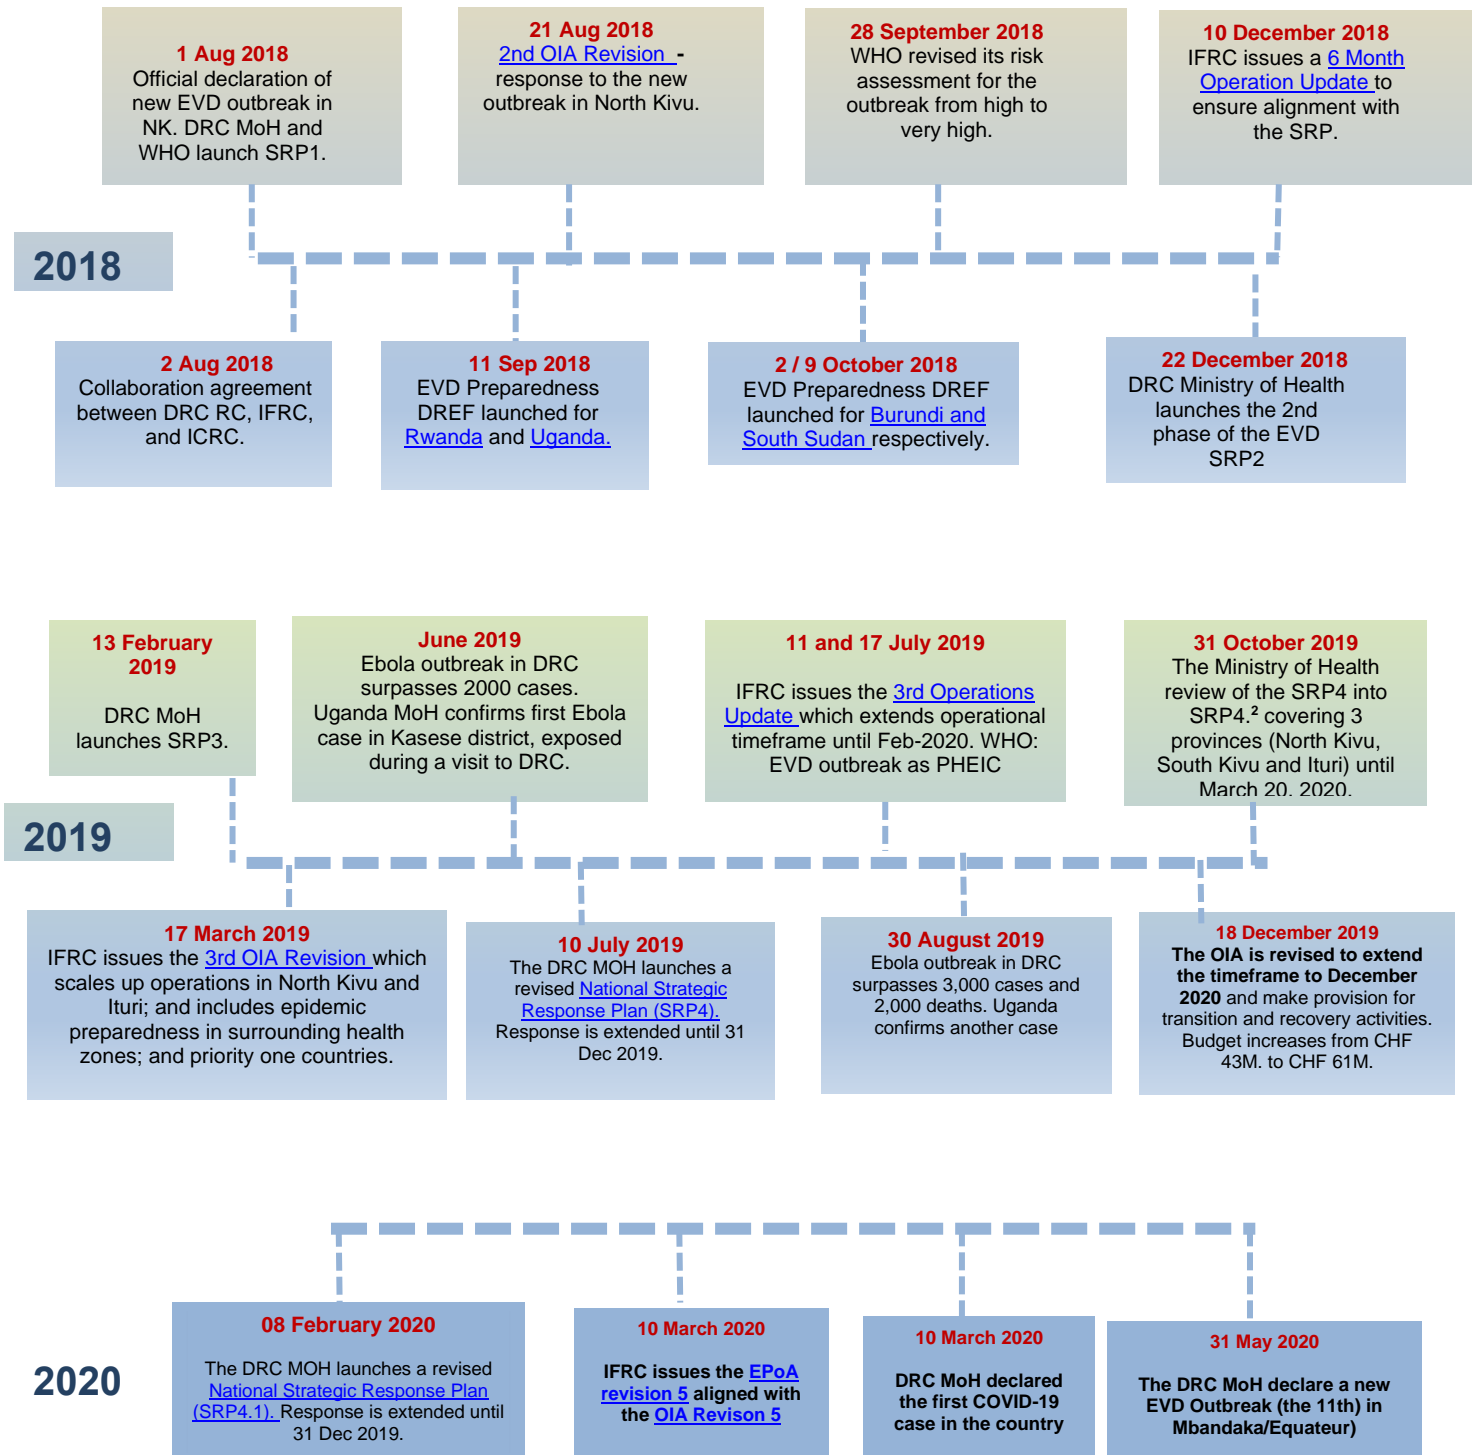 1 Aug 2018
Official declaration of
new EVD outbreak in
NK. DRC MoH and
WHO launch SRP1.
21 Aug 2018
2nd OIA Revision -
response to the new
outbreak in North Kivu.
28 September 2018
WHO revised its risk
assessment for the
outbreak from high to
very high.
10 December 2018
IFRC issues a 6 Month
Operation Update to
ensure alignment with
the SRP.
2018
2 Aug 2018
Collaboration agreement
between DRC RC, IFRC,
and ICRC.
11 Sep 2018
EVD Preparedness
DREF launched for
Rwanda and Uganda.
2 / 9 October 2018
EVD Preparedness DREF
launched for Burundi and
South Sudan respectively.
22 December 2018
DRC Ministry of Health
launches the 2nd
phase of the EVD
SRP2
13 February
2019
DRC MoH
launches SRP3.
June 2019
Ebola outbreak in DRC
surpasses 2000 cases.
Uganda MoH confirms first Ebola
case in Kasese district, exposed
during a visit to DRC.
11 and 17 July 2019
IFRC issues the 3rd Operations
Update which extends operational
timeframe until Feb-2020. WHO:
EVD outbreak as PHEIC
31 October 2019
The Ministry of Health
review of the SRP4 into
SRP4.² covering 3
provinces (North Kivu,
South Kivu and Ituri) until
March 20, 2020.
2019
17 March 2019
IFRC issues the 3rd OIA Revision which
scales up operations in North Kivu and
Ituri; and includes epidemic
preparedness in surrounding health
zones; and priority one countries.
10 July 2019
The DRC MOH launches a
revised National Strategic
Response Plan (SRP4).
Response is extended until 31
Dec 2019.
30 August 2019
Ebola outbreak in DRC
surpasses 3,000 cases and
2,000 deaths. Uganda
confirms another case
18 December 2019
The OIA is revised to extend
the timeframe to December
2020 and make provision for
transition and recovery activities.
Budget increases from CHF
43M. to CHF 61M.
2020
08 February 2020
The DRC MOH launches a revised
National Strategic Response Plan
(SRP4.1). Response is extended until
31 Dec 2019.
10 March 2020
IFRC issues the EPoA
revision 5 aligned with
the OIA Revison 5
10 March 2020
DRC MoH declared
the first COVID-19
case in the country
31 May 2020
The DRC MoH declare a new
EVD Outbreak (the 11th) in
Mbandaka/Equateur)